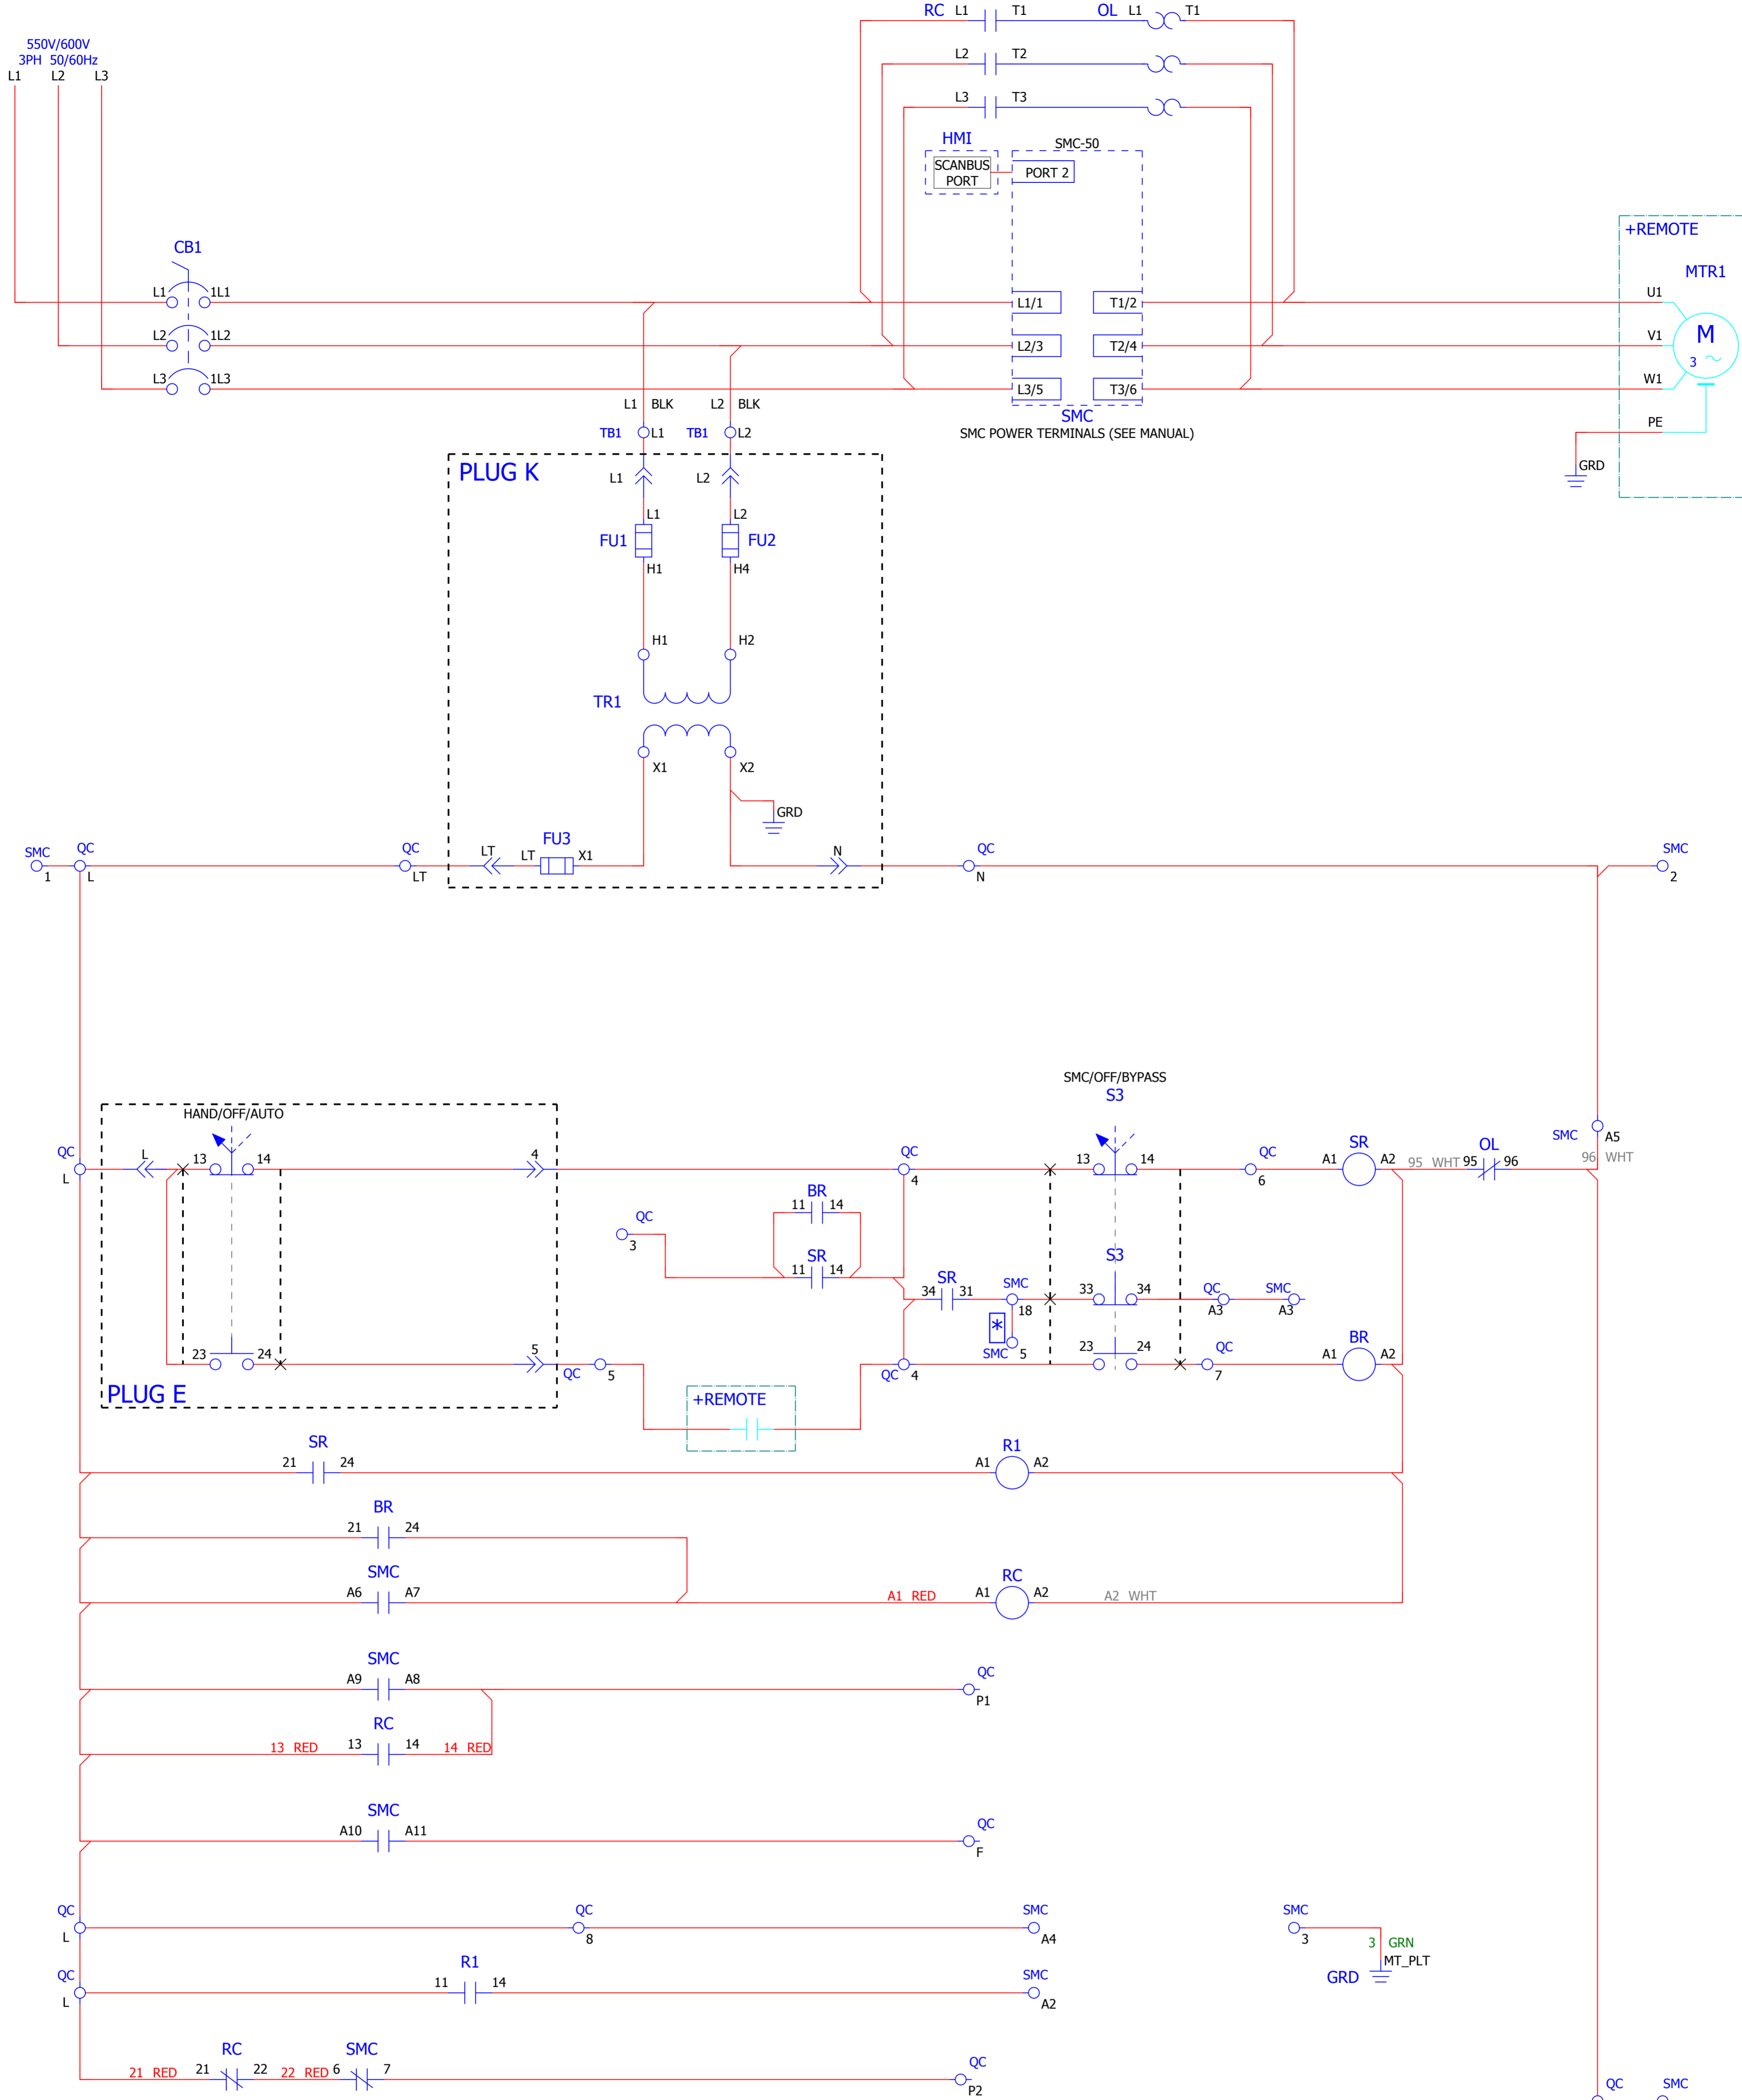 RC L1 T1 OL L1 T1
550V/600V
3PH 50/60Hz
L1 L2 L3
L2 T2
L3 T3
HMI
SMC-50
SCANBUS
PORT
PORT 2
+REMOTE
CB1
MTR1
L1 1L1 L1/1 T1/2 U1
L2 1L2 L2/3 T2/4 V1
M
3
L3 1L3 L3/5 T3/6 W1
L1 BLK L2 BLK
SMC
SMC POWER TERMINALS (SEE MANUAL)
TB1 L1 TB1 L2
PE
GRD
PLUG K
L1 L2
L1 L2
FU1 FU2
H1 H4
H1 H2
TR1
X1 X2
GRD
FU3
SMC QC QC LT LT X1 N QC SMC
1 L LT N 2
SMC/OFF/BYPASS
S3
HAND/OFF/AUTO
QC L 13 14 4 QC 13 14 QC SR OL SMC A5
L 4 6 A1 A2 95 WHT 95 96 96 WHT
BR
11 14
QC
3
SR
11 14
S3
SR
34 31
SMC
18
33 34
QC SMC
A3 A3
*
SMC 5
23 24 5
QC 5
QC 4
23 24
QC
7
BR
A1 A2
PLUG E
+REMOTE
SR
21 24
R1
A1 A2
BR
21 24
SMC
A6 A7
A1 RED
RC
A1 A2
A2 WHT
SMC
A9 A8
QC
P1
RC
13 RED 13 14 14 RED
SMC
A10 A11
QC
F
QC QC SMC SMC
L 8 A4 3
3 GRN
MT_PLT
GRD
QC R1 SMC
L 11 14 A2
RC SMC
21 RED 21 22 22 RED 6 7
QC
P2
QC SMC